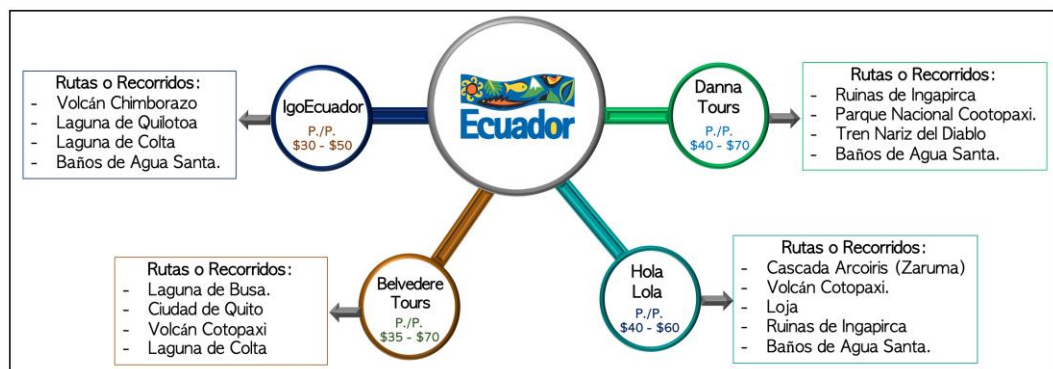 Rutas o Recorridos:
- Volcán Chimborazo
- Laguna de Quilotoa
- Laguna de Colta
- Baños de Agua Santa.
IgoEcuador
P./P.
$30 - $50
Ecuador
Danna
Tours
P./P.
$40 - $70
Rutas o Recorridos:
- Ruinas de Ingapirca
- Parque Nacional Cootopaxi.
- Tren Nariz del Diablo
- Baños de Agua Santa.
Rutas o Recorridos:
- Laguna de Busa.
- Ciudad de Quito
- Volcán Cotopaxi
- Laguna de Colta
Belvedere
Tours
P./P.
$35 - $70
Hola
Lola
P./P.
$40 - $60
Rutas o Recorridos:
- Cascada Arcoiris (Zaruma)
- Volcán Cotopaxi.
- Loja
- Ruinas de Ingapirca
- Baños de Agua Santa.